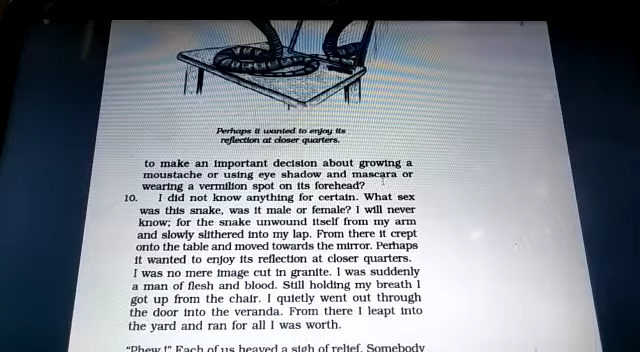 Perhaps it wanted to enjoy its
reflection at closer quarters.
to make an important decision about growing a
moustache or using eye shadow and mascara or
wearing a vermilion spot on its forehead?
10. I did not know anything for certain. What sex
was this snake, was it male or female? I will never
know; for the snake unwound itself from my arm
and slowly slithered into my lap. From there it crept
onto the table and moved towards the mirror. Perhaps
it wanted to enjoy its reflection at closer quarters.
I was no mere image cut in granite. I was suddenly
a man of flesh and blood. Still holding my breath I
got up from the chair. I quietly went out through
the door into the veranda. From there I leapt into
the yard and ran for all I was worth.
“Phew !” Each of us heaved a sigh of relief. Somebody